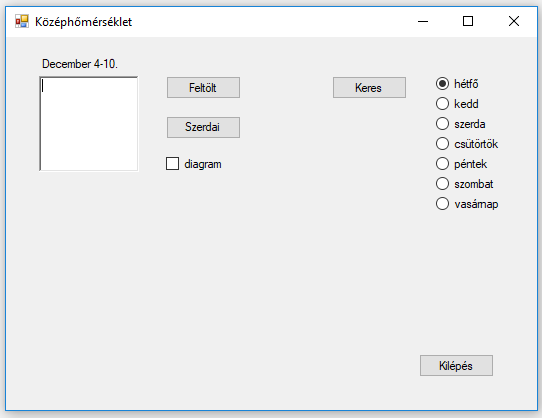 Középhőmérséklet
December 4-10.
Feltölt
Keres
hétfő
kedd
Szerdai
szerda
csütörtök
diagram
péntek
szombat
vasárnap
Kilépés